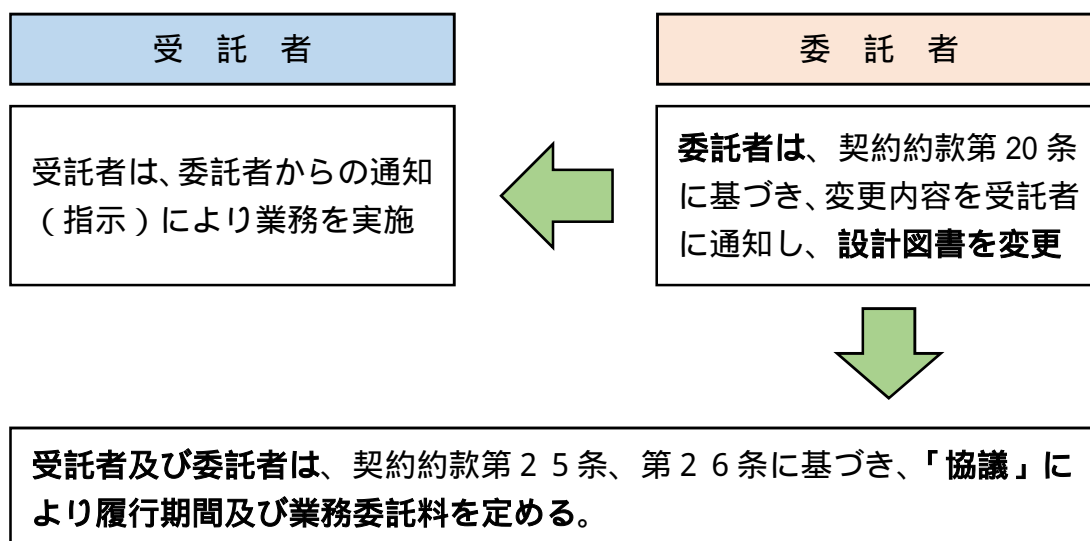 受 託 者
委 託 者
受託者は、委託者からの通知
（指示）により業務を実施
委託者は、契約約款第 20 条
に基づき、変更内容を受託者
に通知し、設計図書を変更
受託者及び委託者は、契約約款第２５条、第２６条に基づき、「協議」に
より履行期間及び業務委託料を定める。